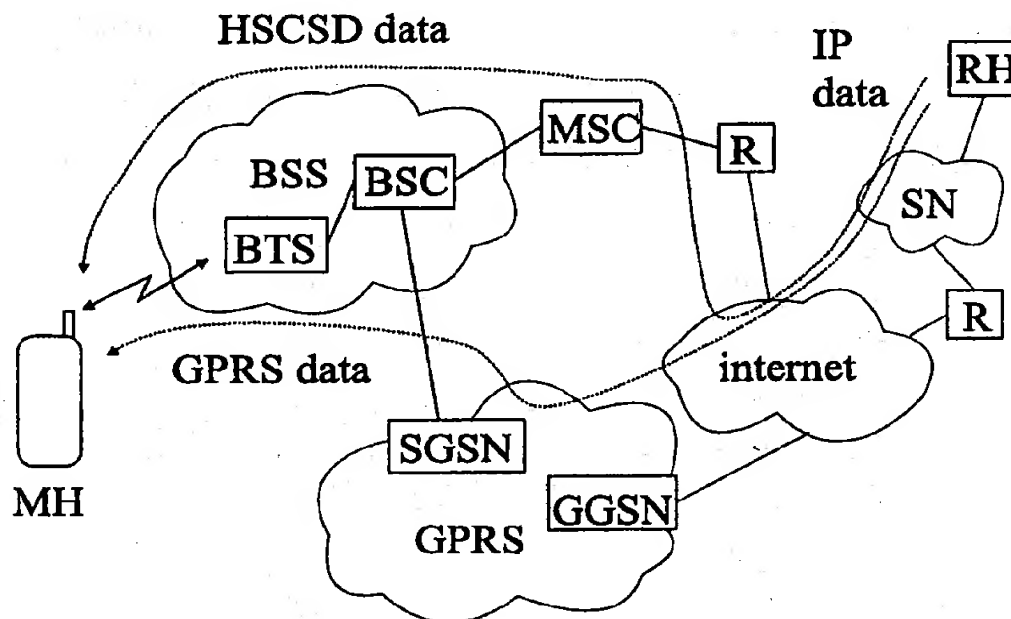 HSCSD data
IP
data
RH
MSC
R
BSS
BSC
SN
BTS
R
GPRS data
internet
SGSN
MH
GGSN
GPRS